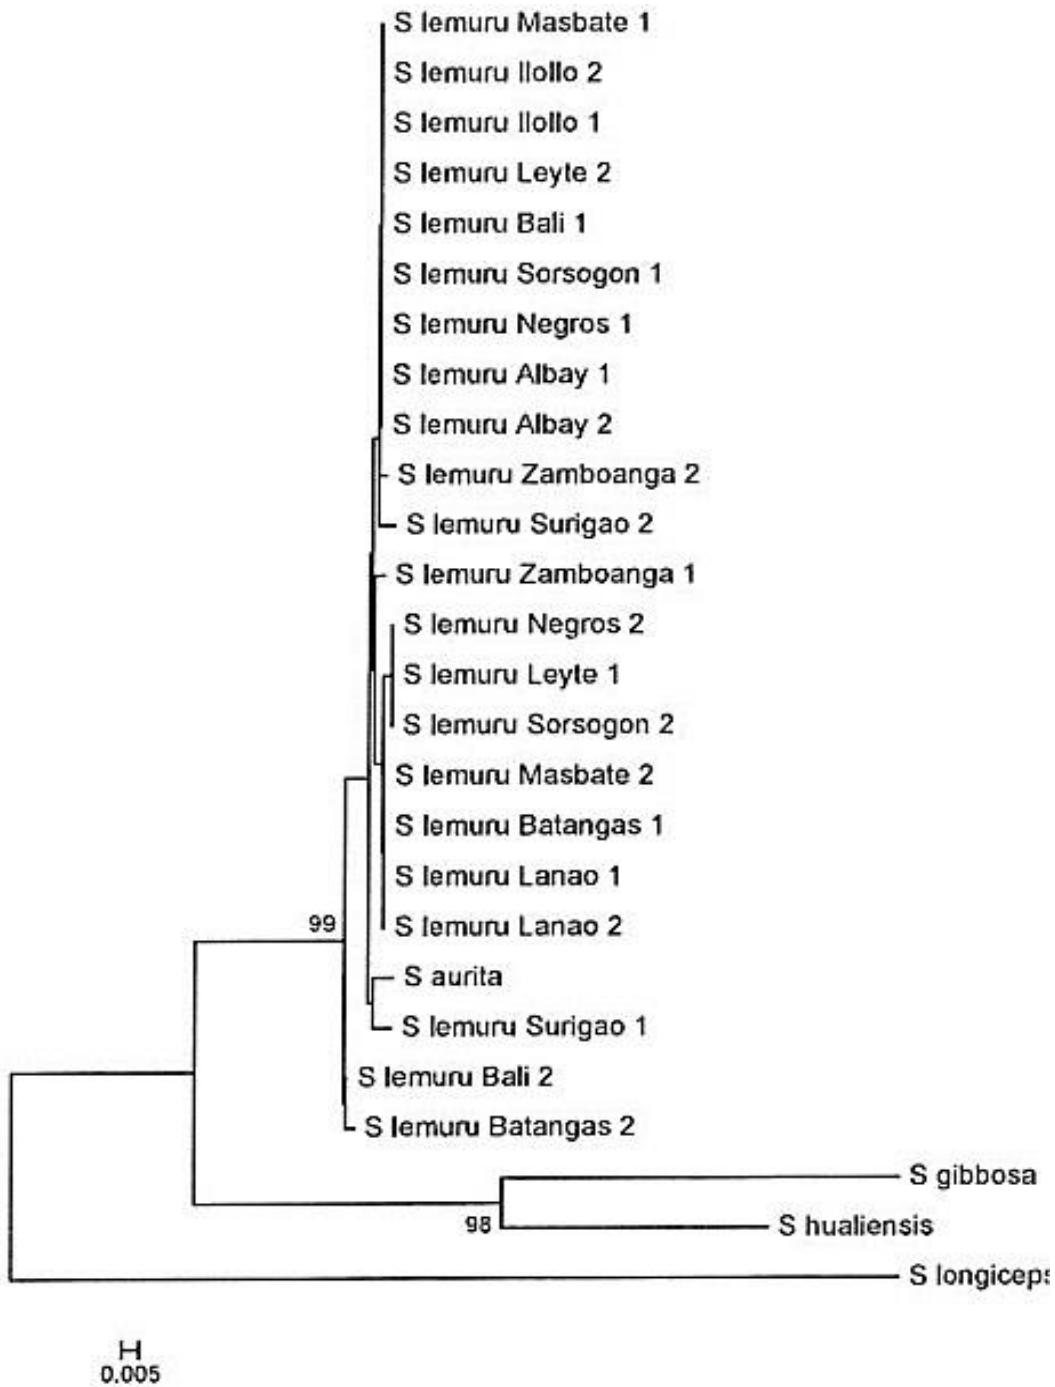 S lemuru Masbate 1
S lemuru Ilollo 2
S lemuru Ilollo 1
S lemuru Leyte 2
S lemuru Bali 1
S lemuru Sorsogon 1
S lemuru Negros 1
S lemuru Albay 1
S lemuru Albay 2
S lemuru Zamboanga 2
S lemuru Surigao 2
S lemuru Zamboanga 1
S lemuru Negros 2
S lemuru Leyte 1
S lemuru Sorsogon 2
S lemuru Masbate 2
S lemuru Batangas 1
S lemuru Lanao 1
S lemuru Lanao 2
99
S aurita
S lemuru Surigao 1
S lemuru Bali 2
S lemuru Batangas 2
S gibbosa
98
S hualiensis
S longiceps
0.005